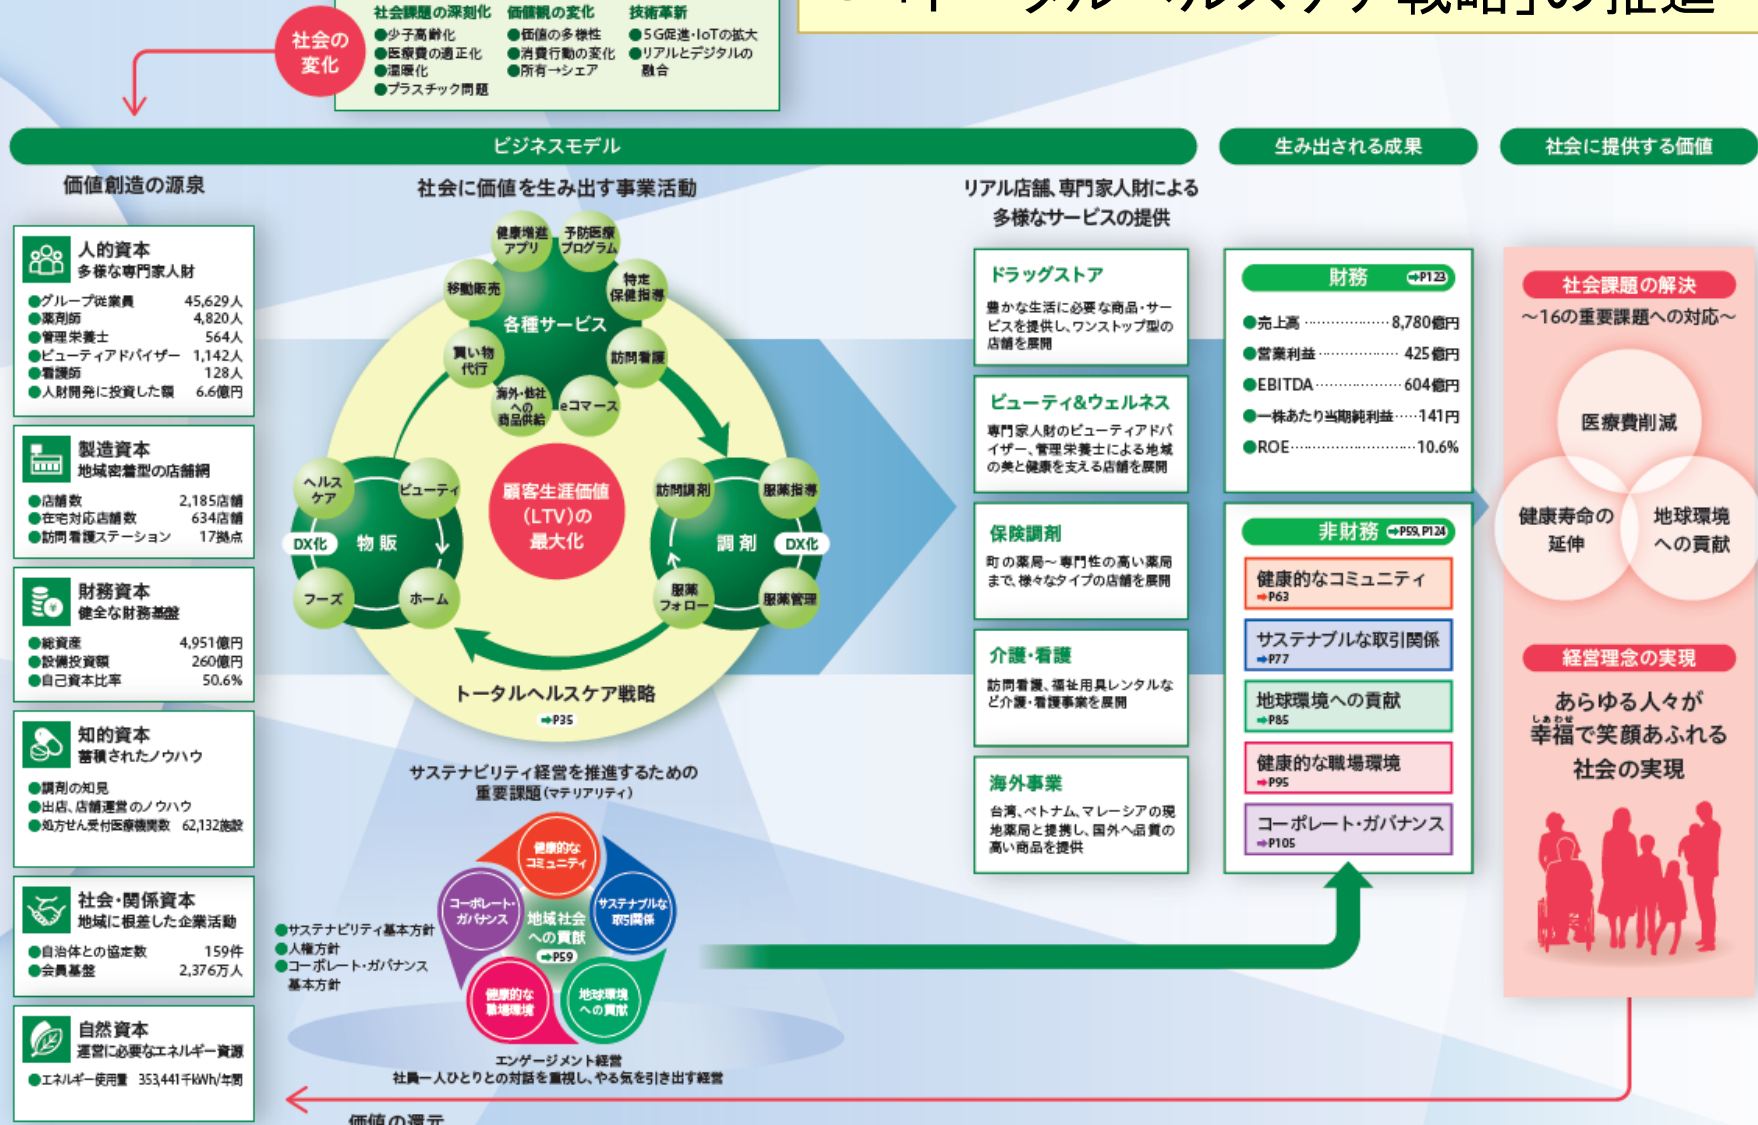 「トータルヘルスケア戦略」の推進
社会の
変化
社会課題の深刻化
●少子高齢化
●医療費の適正化
●温暖化
●プラスチック問題
価値観の変化
●価値の多様性
●消費行動の変化
●所有→シェア
技術革新
●5G促進・IoTの拡大
●リアルとデジタルの
融合
ビジネスモデル
生み出される成果
社会に提供する価値
価値創造の源泉
人的資本
多様な専門家人財
●グループ従業員 45,629人
●薬剤師 4,820人
●管理栄養士 564人
●ビューティアドバイザー 1,142人
●看護師 128人
●人財開発に投資した額 6.6億円
製造資本
地域密着型の店舗網
●店舗数 2,185店舗
●在宅対応店舗数 634店舗
●訪問看護ステーション 17拠点
財務資本
健全な財務基盤
●総資産 4,951億円
●設備投資額 260億円
●自己資本比率 50.6%
知的資本
蓄積されたノウハウ
●調剤の知見
●出店、店舗運営のノウハウ
●処方せん受付医療機関数 62,132施設
社会・関係資本
地域に根差した企業活動
●自治体との協定数 159件
●会員基盤 2,376万人
自然資本
運営に必要なエネルギー資源
●エネルギー使用量 353,441千kWh/年間
社会に価値を生み出す事業活動
健康増進
アプリ
予防医療
プログラム
移動販売
特定
保健指導
各種サービス
買い物
代行
訪問看護
海外・他社
への
商品供給
eコマース
ヘルス
ケア
ビューティ
DX化
物販
フーズ
ホーム
顧客生涯価値
(LTV)の
最大化
訪問調剤
服薬指導
調剤
DX化
服薬
フォロー
服薬管理
トータルヘルスケア戦略
➡P35
サステナビリティ経営を推進するための
重要課題(マテリアリティ)
健康的な
コミュニティ
コーポレート・
ガバナンス
サステナブルな
取引関係
地域社会
への貢献
➡P59
健康的な
職場環境
地球環境
への貢献
●サステナビリティ基本方針
●人権方針
●コーポレート・ガバナンス
基本方針
エンゲージメント経営
社員一人ひとりとの対話を重視し、やる気を引き出す経営
リアル店舗、専門家人財による
多様なサービスの提供
ドラッグストア
豊かな生活に必要な商品・サー
ビスを提供し、ワンストップ型の
店舗を展開
ビューティ&ウェルネス
専門家人財のビューティアドバ
イザー、管理栄養士による地域
の美と健康を支える店舗を展開
保険調剤
町の薬局～専門性の高い薬局
まで、様々なタイプの店舗を展開
介護・看護
訪問看護、福祉用具レンタルな
ど介護・看護事業を展開
海外事業
台湾、ベトナム、マレーシアの現
地薬局と提携し、国外へ品質の
高い商品を提供
財務 ➡P123
●売上高 8,780億円
●営業利益 425億円
●EBITDA 604億円
●一株あたり当期純利益 141円
●ROE 10.6%
非財務 ➡P59, P124
健康的なコミュニティ
➡P63
サステナブルな取引関係
➡P77
地球環境への貢献
➡P85
健康的な職場環境
➡P95
コーポレート・ガバナンス
➡P105
社会課題の解決
～16の重要課題への対応～
医療費削減
健康寿命の
延伸
地球環境
への貢献
経営理念の実現
あらゆる人々が
しあわせ
幸福で笑顔あふれる
社会の実現
価値の還元